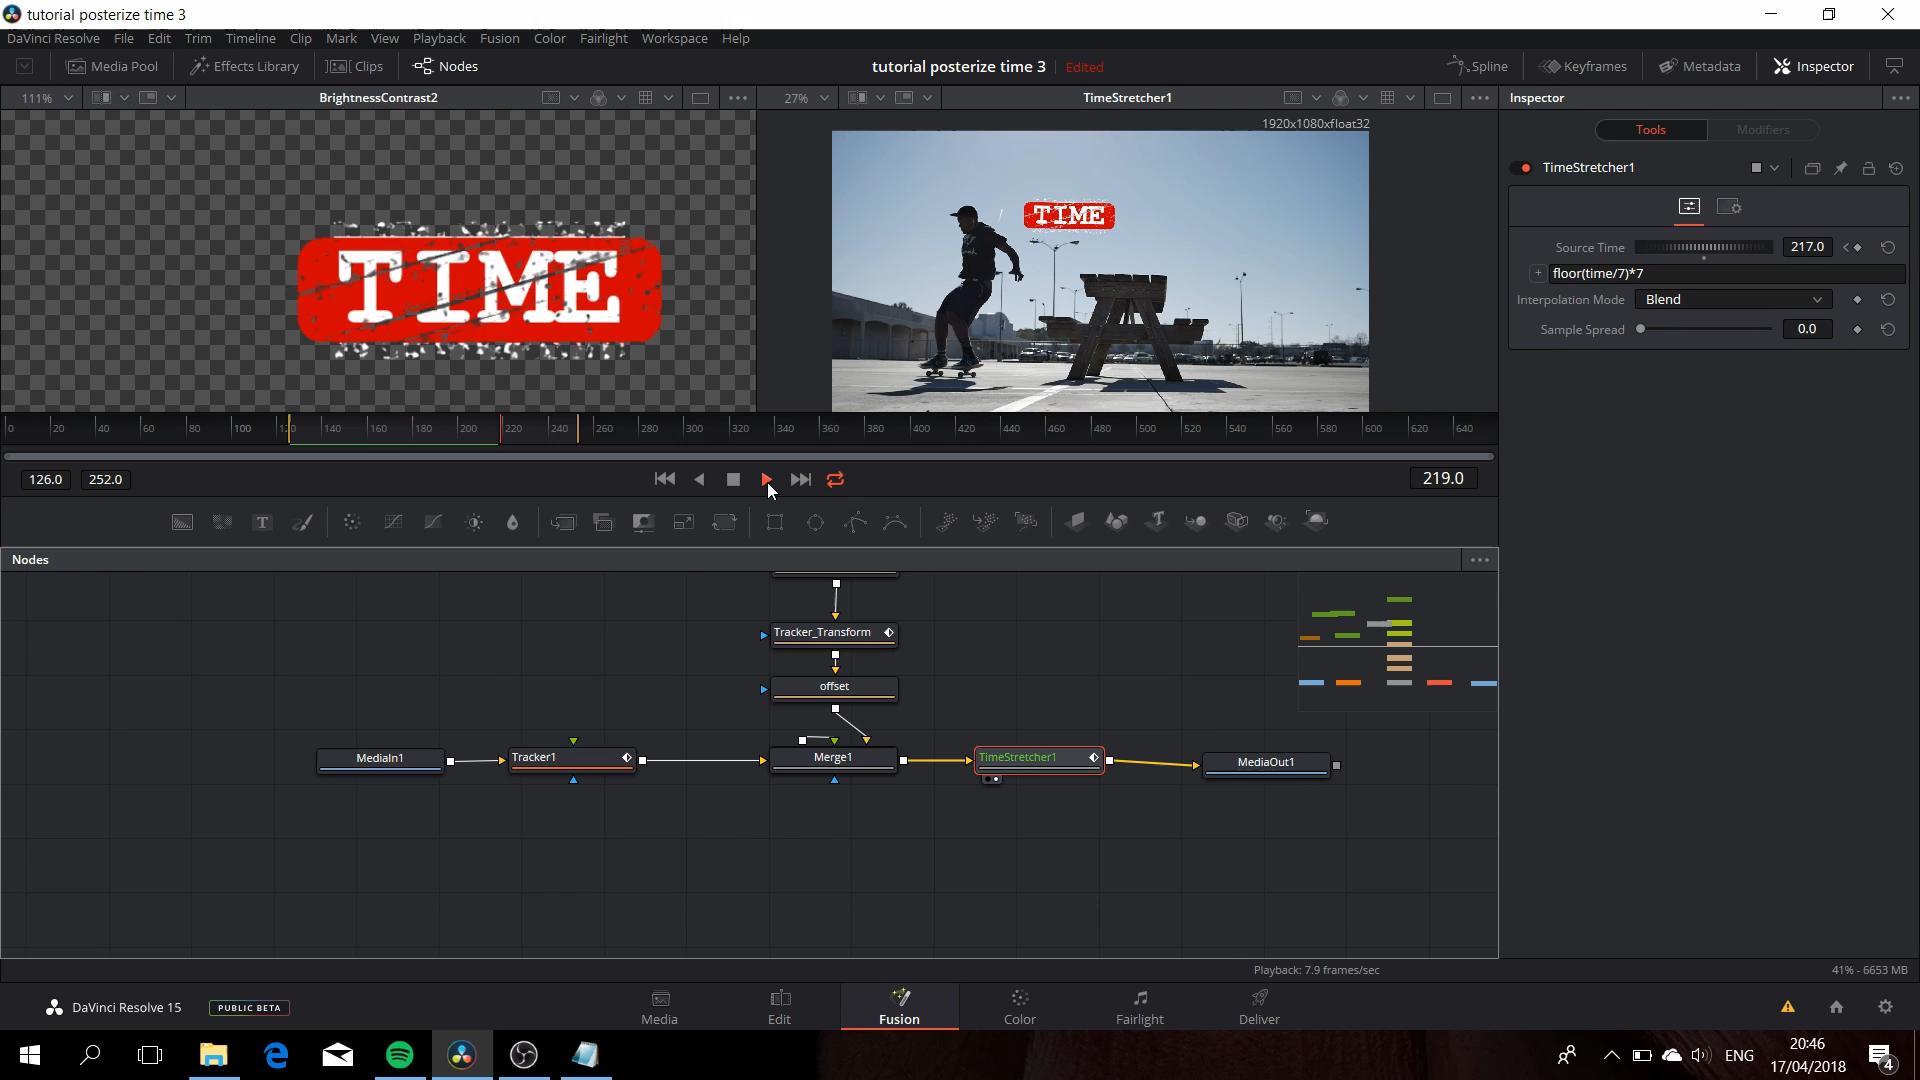 tutorial posterize time 3
DaVinci Resolve File Edit Trim Timeline Clip Mark View Playback Fusion Color Fairlight Workspace Help
Media Pool Effects Library Clips Nodes tutorial posterize time 3 Edited Spline Keyframes Metadata Inspector
111% BrightnessContrast2 27% TimeStretcher1 Inspector
1920x1080xfloat32
Tools Modifiers
TimeStretcher1
TIME
TIME
Source Time 217.0
floor(time/7)*7
Interpolation Mode Blend
Sample Spread 0.0
0 20 40 60 80 100 140 160 180 200 220 240 260 280 300 320 340 360 380 400 420 440 460 480 500 520 540 560 580 600 620 640
126.0 252.0 219.0
Nodes
Tracker_Transform
offset
MediaIn1 Tracker1 Merge1 TimeStretcher1 MediaOut1
Playback: 7.9 frames/sec 41% - 6653 MB
DaVinci Resolve 15 PUBLIC BETA Media Edit Fusion Color Fairlight Deliver
ENG
20:46
17/04/2018
4